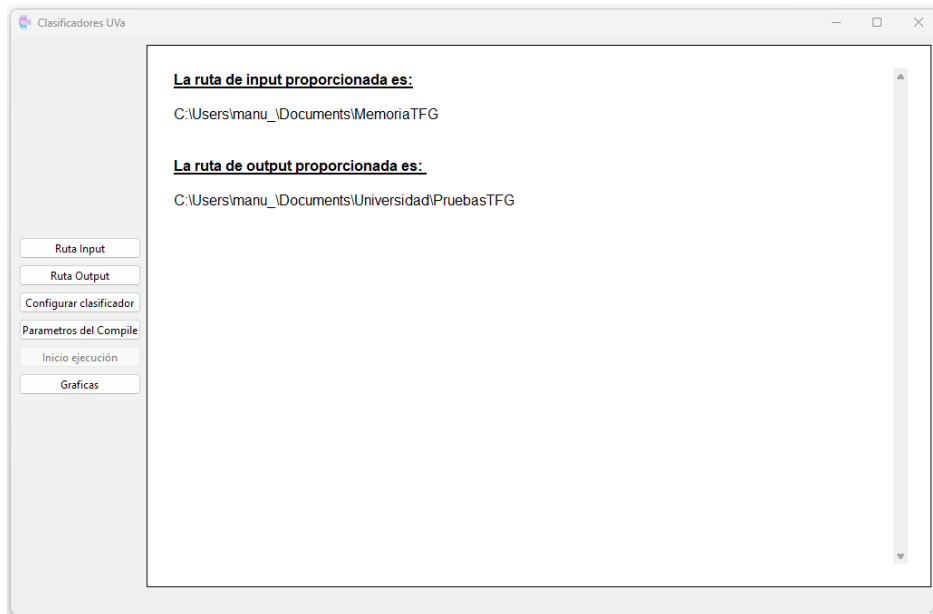 Clasificadores UVa
La ruta de input proporcionada es:
C:\Users\manu_\Documents\MemoriaTFG
La ruta de output proporcionada es:
C:\Users\manu_\Documents\Universidad\PruebasTFG
Ruta Input
Ruta Output
Configurar clasificador
Parametros del Compile
Inicio ejecución
Graficas